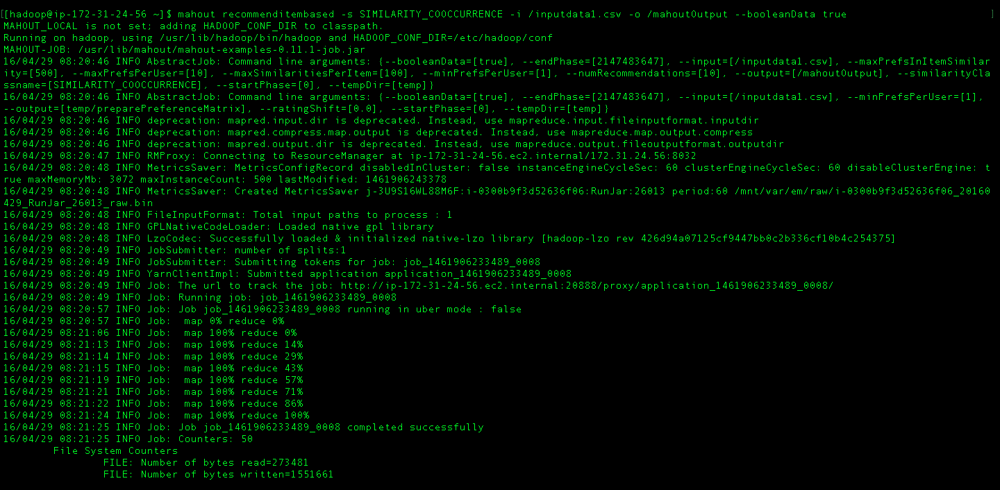 [[hadoop@ip-172-31-24-56 ~]$ mahout recommenditembased -s SIMILARITY_COOCCURRENCE -i /inputdata1.csv -o /mahoutOutput --booleanData true ]
MAHOUT_LOCAL is not set; adding HADOOP_CONF_DIR to classpath.
Running on hadoop, using /usr/lib/hadoop/bin/hadoop and HADOOP_CONF_DIR=/etc/hadoop/conf
MAHOUT-JOB: /usr/lib/mahout/mahout-examples-0.11.1-job.jar
16/04/29 08:20:46 INFO AbstractJob: Command line arguments: {--booleanData=[true], --endPhase=[2147483647], --input=[/inputdata1.csv], --maxPrefsInItemSimilar
ity=[500], --maxPrefsPerUser=[10], --maxSimilaritiesPerItem=[100], --minPrefsPerUser=[1], --numRecommendations=[10], --output=[/mahoutOutput], --similarityCla
ssname=[SIMILARITY_COOCCURRENCE], --startPhase=[0], --tempDir=[temp]}
16/04/29 08:20:46 INFO AbstractJob: Command line arguments: {--booleanData=[true], --endPhase=[2147483647], --input=[/inputdata1.csv], --minPrefsPerUser=[1],
--output=[temp/preparePreferenceMatrix], --ratingShift=[0.0], --startPhase=[0], --tempDir=[temp]}
16/04/29 08:20:46 INFO deprecation: mapred.input.dir is deprecated. Instead, use mapreduce.input.fileinputformat.inputdir
16/04/29 08:20:46 INFO deprecation: mapred.compress.map.output is deprecated. Instead, use mapreduce.map.output.compress
16/04/29 08:20:46 INFO deprecation: mapred.output.dir is deprecated. Instead, use mapreduce.output.fileoutputformat.outputdir
16/04/29 08:20:47 INFO RMProxy: Connecting to ResourceManager at ip-172-31-24-56.ec2.internal/172.31.24.56:8032
16/04/29 08:20:48 INFO MetricsSaver: MetricsConfigRecord disabledInCluster: false instanceEngineCycleSec: 60 clusterEngineCycleSec: 60 disableClusterEngine: t
rue maxMemoryMb: 3072 maxInstanceCount: 500 lastModified: 1461906243378
16/04/29 08:20:48 INFO MetricsSaver: Created MetricsSaver j-3U9S16WL88M6F:i-0300b9f3d52636f06:RunJar:26013 period:60 /mnt/var/em/raw/i-0300b9f3d52636f06_20160
429_RunJar_26013_raw.bin
16/04/29 08:20:48 INFO FileInputFormat: Total input paths to process : 1
16/04/29 08:20:48 INFO GPLNativeCodeLoader: Loaded native gpl library
16/04/29 08:20:48 INFO LzoCodec: Successfully loaded & initialized native-lzo library [hadoop-lzo rev 426d94a07125cf9447bb0c2b336cf10b4c254375]
16/04/29 08:20:49 INFO JobSubmitter: number of splits:1
16/04/29 08:20:49 INFO JobSubmitter: Submitting tokens for job: job_1461906233489_0008
16/04/29 08:20:49 INFO YarnClientImpl: Submitted application application_1461906233489_0008
16/04/29 08:20:49 INFO Job: The url to track the job: http://ip-172-31-24-56.ec2.internal:20888/proxy/application_1461906233489_0008/
16/04/29 08:20:49 INFO Job: Running job: job_1461906233489_0008
16/04/29 08:20:57 INFO Job: Job job_1461906233489_0008 running in uber mode : false
16/04/29 08:20:57 INFO Job:  map 0% reduce 0%
16/04/29 08:21:06 INFO Job:  map 100% reduce 0%
16/04/29 08:21:13 INFO Job:  map 100% reduce 14%
16/04/29 08:21:14 INFO Job:  map 100% reduce 29%
16/04/29 08:21:15 INFO Job:  map 100% reduce 43%
16/04/29 08:21:19 INFO Job:  map 100% reduce 57%
16/04/29 08:21:21 INFO Job:  map 100% reduce 71%
16/04/29 08:21:22 INFO Job:  map 100% reduce 86%
16/04/29 08:21:24 INFO Job:  map 100% reduce 100%
16/04/29 08:21:25 INFO Job: Job job_1461906233489_0008 completed successfully
16/04/29 08:21:25 INFO Job: Counters: 50
File System Counters
FILE: Number of bytes read=273481
FILE: Number of bytes written=1551661